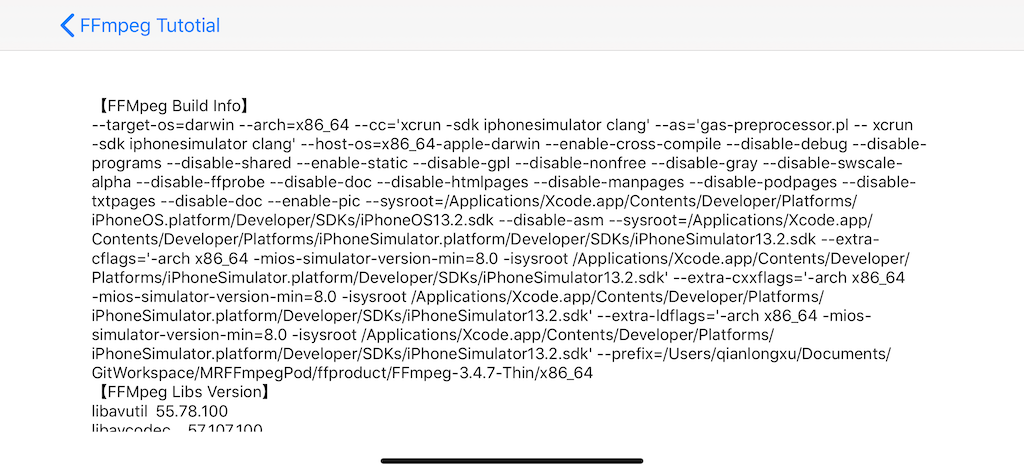 FFmpeg Tutotial
【FFMpeg Build Info】
--target-os=darwin --arch=x86_64 --cc='xcrun -sdk iphonesimulator clang' --as='gas-preprocessor.pl -- xcrun
-sdk iphonesimulator clang' --host-os=x86_64-apple-darwin --enable-cross-compile --disable-debug --disable-
programs --disable-shared --enable-static --disable-gpl --disable-nonfree --disable-gray --disable-swscale-
alpha --disable-ffprobe --disable-doc --disable-htmlpages --disable-manpages --disable-podpages --disable-
txtpages --disable-doc --enable-pic --sysroot=/Applications/Xcode.app/Contents/Developer/Platforms/
iPhoneOS.platform/Developer/SDKs/iPhoneOS13.2.sdk --disable-asm --sysroot=/Applications/Xcode.app/
Contents/Developer/Platforms/iPhoneSimulator.platform/Developer/SDKs/iPhoneSimulator13.2.sdk --extra-
cflags='-arch x86_64 -mios-simulator-version-min=8.0 -isysroot /Applications/Xcode.app/Contents/Developer/
Platforms/iPhoneSimulator.platform/Developer/SDKs/iPhoneSimulator13.2.sdk' --extra-cxxflags='-arch x86_64
-mios-simulator-version-min=8.0 -isysroot /Applications/Xcode.app/Contents/Developer/Platforms/
iPhoneSimulator.platform/Developer/SDKs/iPhoneSimulator13.2.sdk' --extra-ldflags='-arch x86_64 -mios-
simulator-version-min=8.0 -isysroot /Applications/Xcode.app/Contents/Developer/Platforms/
iPhoneSimulator.platform/Developer/SDKs/iPhoneSimulator13.2.sdk' --prefix=/Users/qianlongxu/Documents/
GitWorkspace/MRFFmpegPod/ffproduct/FFmpeg-3.4.7-Thin/x86_64
【FFMpeg Libs Version】
libavutil 55.78.100
libavcodec 57.107.100